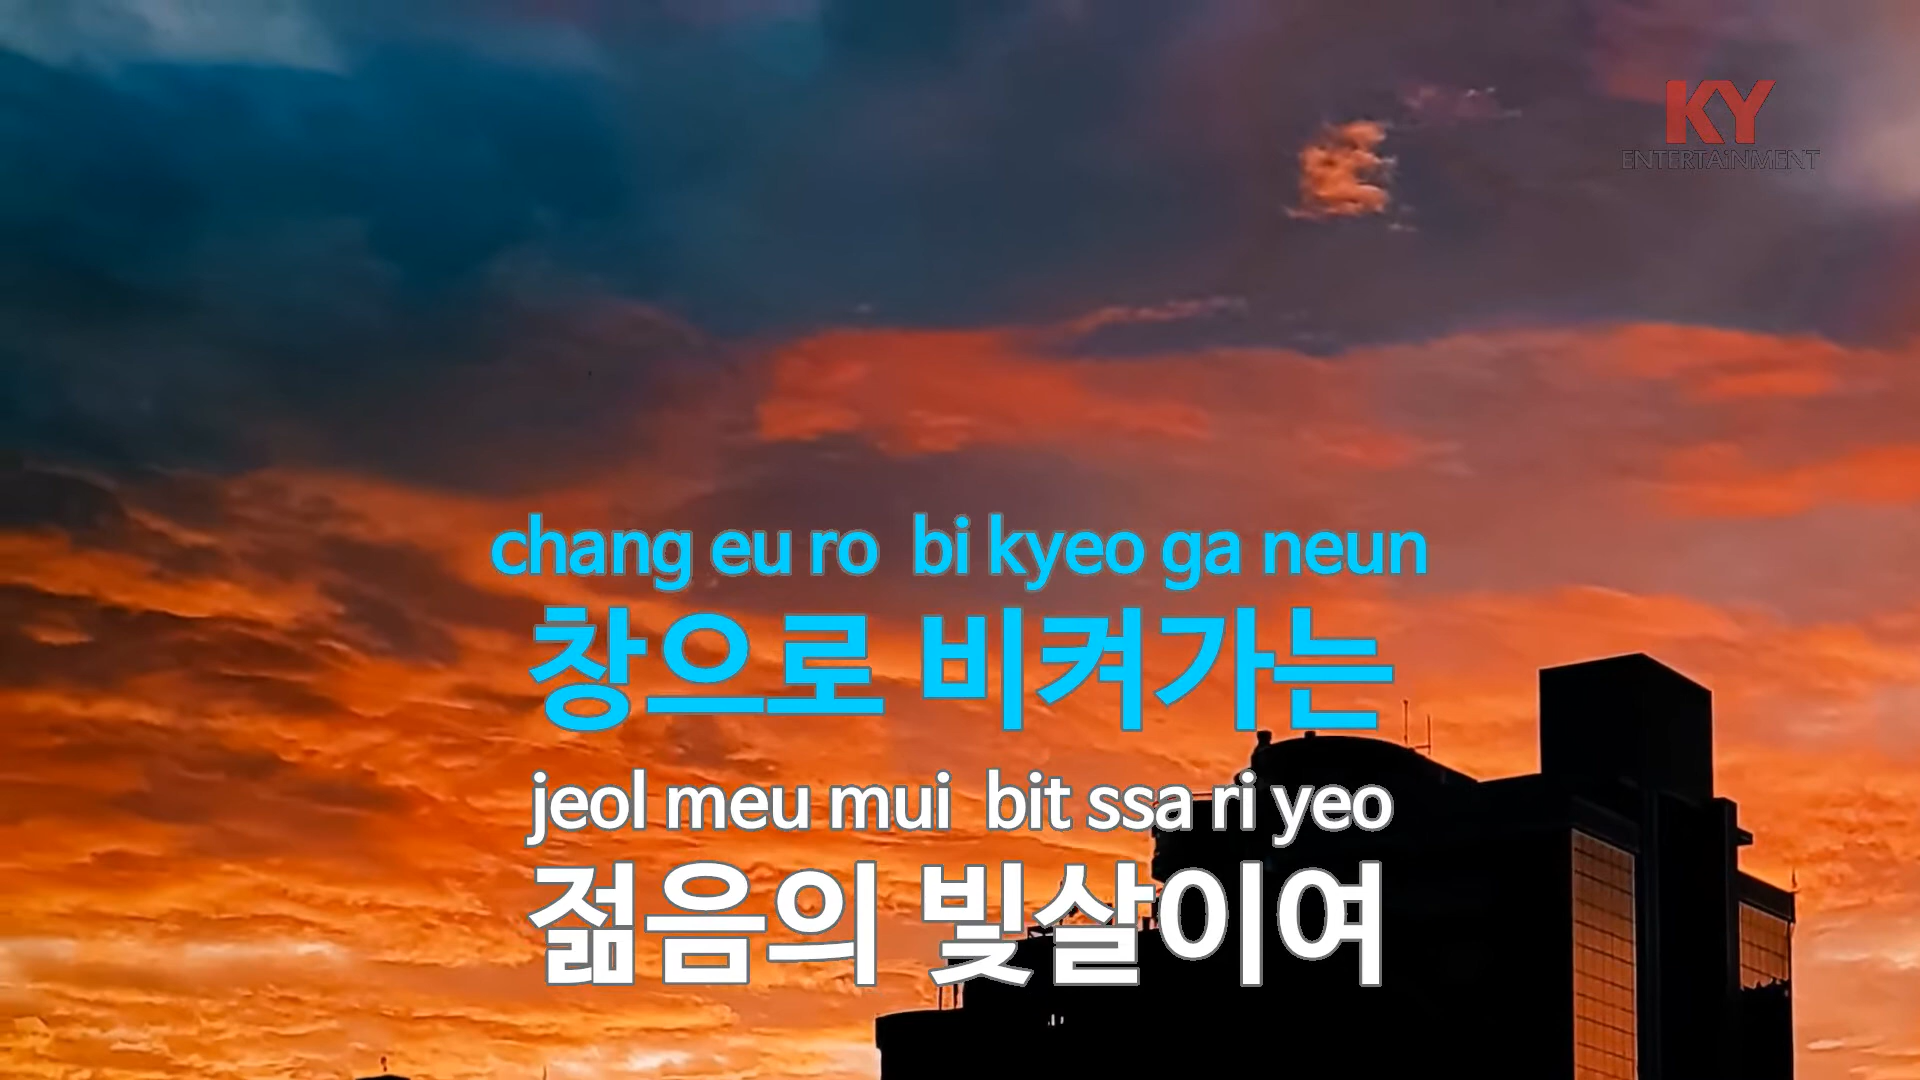 KY
ENTERTAiNMENT
chang eu ro bi kyeo ga neun
창으로 비켜가는
jeol meu mui bit ssa ri yeo
젊음의 빛살이여